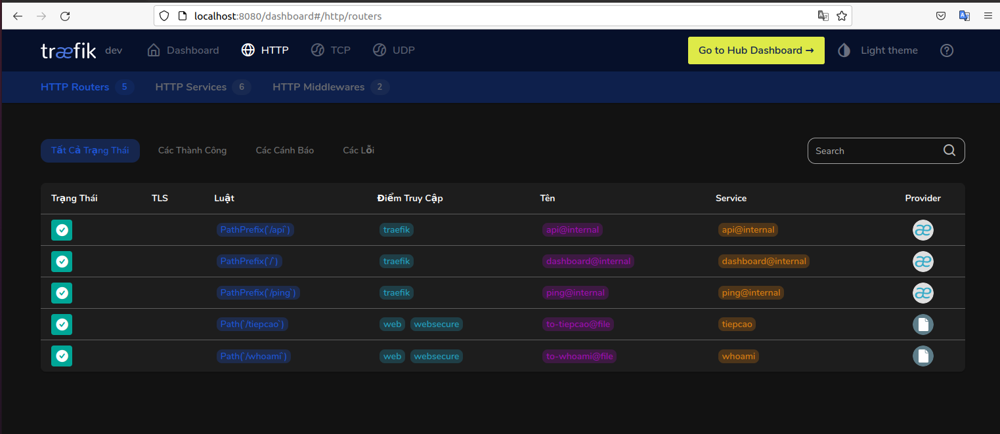 localhost:8080/dashboard#/http/routers
træfik dev Dashboard HTTP TCP UDP Go to Hub Dashboard → Light theme
HTTP Routers 5 HTTP Services 6 HTTP Middlewares 2
Tất Cả Trạng Thái Các Thành Công Các Cánh Báo Các Lỗi Search
Trạng Thái TLS Luật Điểm Truy Cập Tên Service Provider
PathPrefix(`/api`) traefik api@internal api@internal
PathPrefix(`/`) traefik dashboard@internal dashboard@internal
PathPrefix(`/ping`) traefik ping@internal ping@internal
Path(`/tiepcao`) web websecure to-tiepcao@file tiepcao
Path(`/whoami`) web websecure to-whoami@file whoami